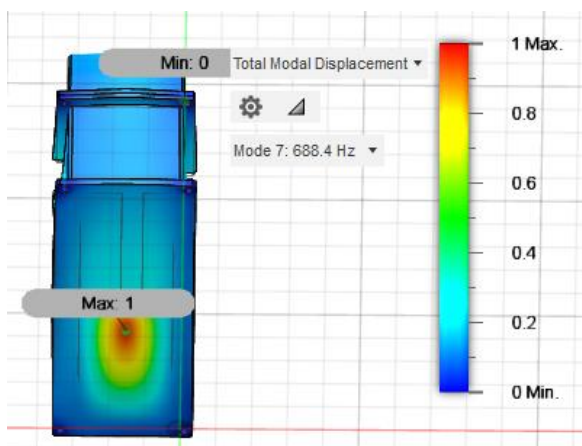 Min: 0
Total Modal Displacement
Mode 7: 688.4 Hz
Max: 1
1 Max.
0.8
0.6
0.4
0.2
0 Min.